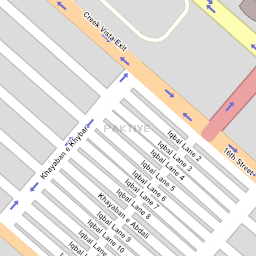 Creek Vista Exit
PAKTIVE
Khayaban e Khybari
Iqbal Lane 2
Iqbal Lane 3
Iqbal Lane 4
Iqbal Lane 5
Iqbal Lane 6
Iqbal Lane 7
Iqbal Lane 8
Khayaban e Abdali
Iqbal Lane 9
Iqbal Lane 10
16th Street